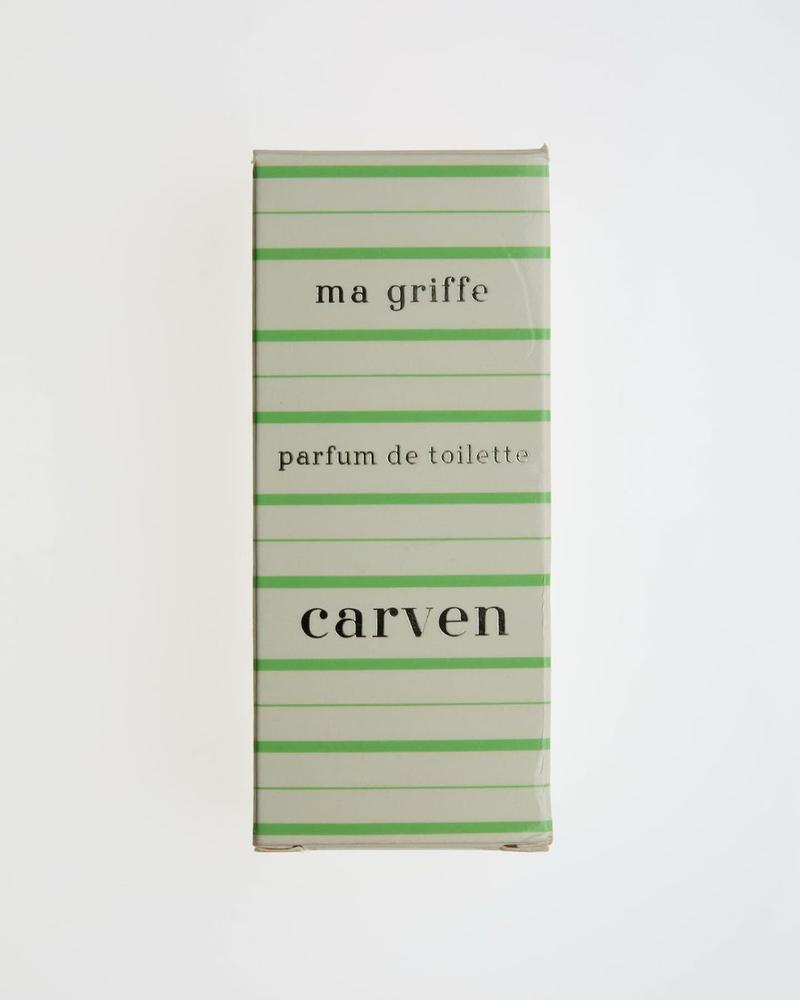 ma griffe
parfum de toilette
carven